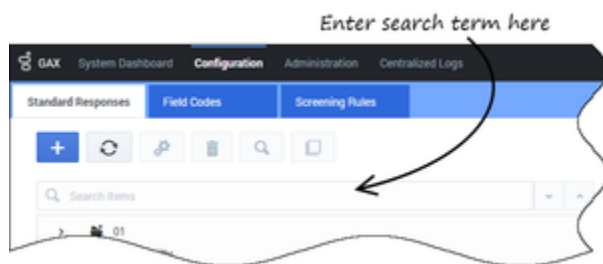 Enter search term here
GAX System Dashboard Configuration Administration Centralized Logs
Standard Responses Field Codes Screening Rules
Search Items
01